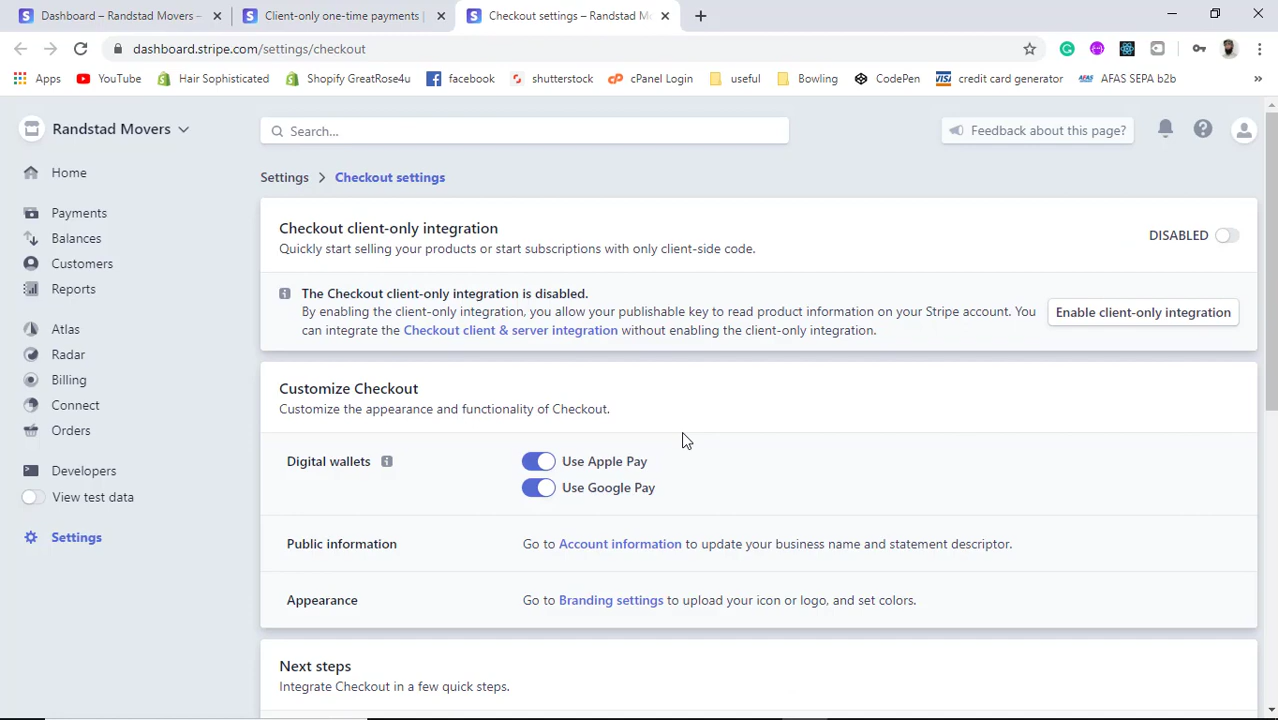 Dashboard – Randstad Movers –
Client-only one-time payments |
Checkout settings – Randstad Mo
dashboard.stripe.com/settings/checkout
Apps YouTube Hair Sophisticated Shopify GreatRose4u facebook shutterstock cPanel Login useful Bowling CodePen credit card generator AFAS SEPA b2b »
Randstad Movers
Search...
Feedback about this page?
Home
Payments
Balances
Customers
Reports
Atlas
Radar
Billing
Connect
Orders
Developers
View test data
Settings
Settings > Checkout settings
Checkout client-only integration
Quickly start selling your products or start subscriptions with only client-side code.
DISABLED
The Checkout client-only integration is disabled.
By enabling the client-only integration, you allow your publishable key to read product information on your Stripe account. You
can integrate the Checkout client & server integration without enabling the client-only integration.
Enable client-only integration
Customize Checkout
Customize the appearance and functionality of Checkout.
Digital wallets
Use Apple Pay
Use Google Pay
Public information
Go to Account information to update your business name and statement descriptor.
Appearance
Go to Branding settings to upload your icon or logo, and set colors.
Next steps
Integrate Checkout in a few quick steps.